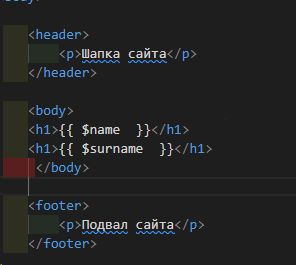 <header>
<p>Шапка сайта</p>
</header>
<body>
<h1>{{ $name  }}</h1>
<h1>{{ $surname  }}</h1>
</body>
<footer>
<p>Подвал сайта</p>
</footer>